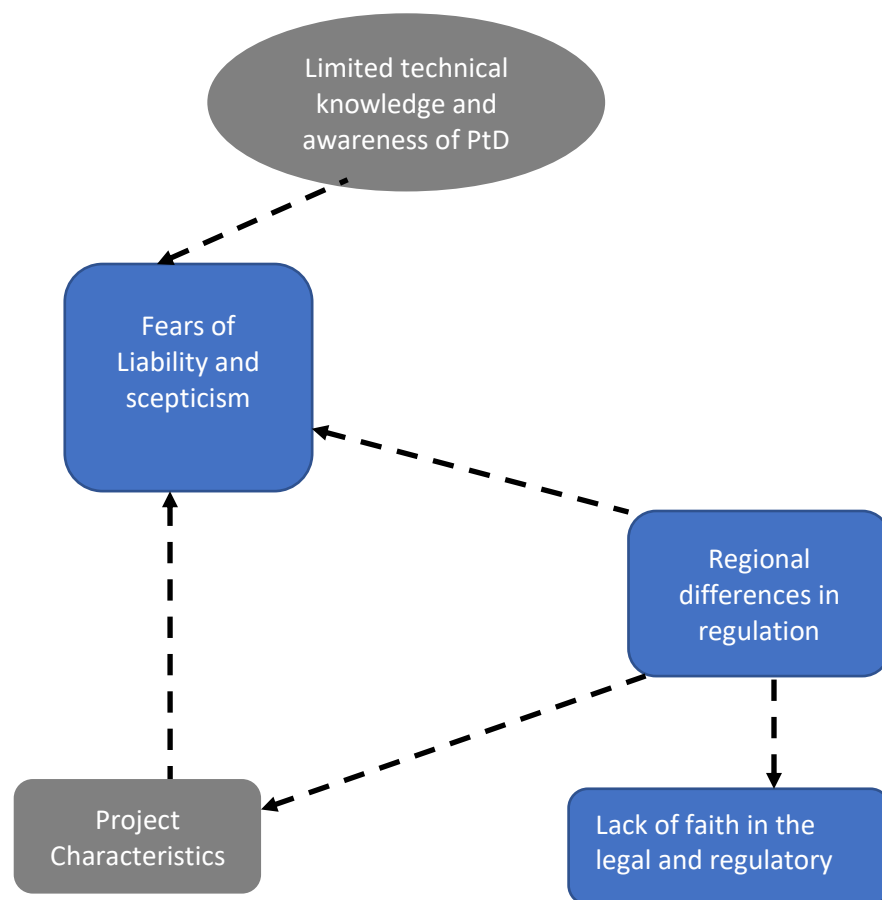 Limited technical
knowledge and
awareness of PtD
Fears of
Liability and
scepticism
Regional
differences in
regulation
Project
Characteristics
Lack of faith in the
legal and regulatory